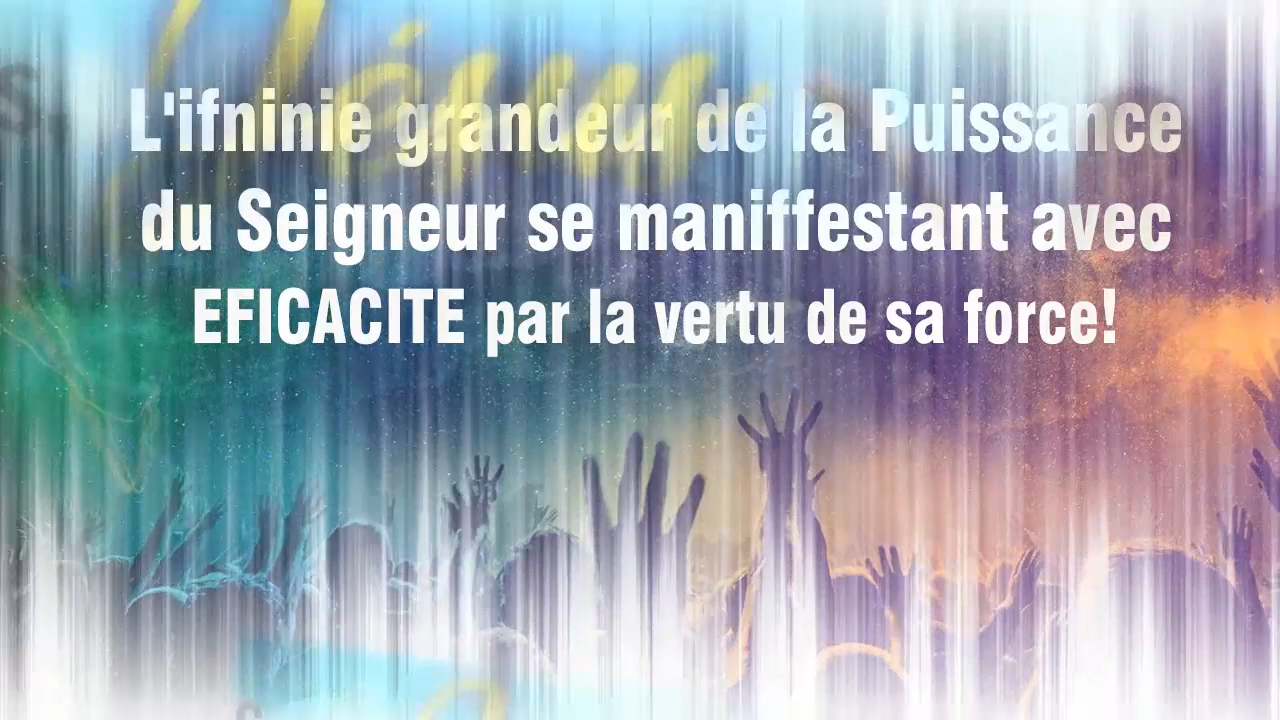 L'ifninie grandeur de la Puissance
du Seigneur se maniffestant avec
EFICACITE par la vertu de sa force!